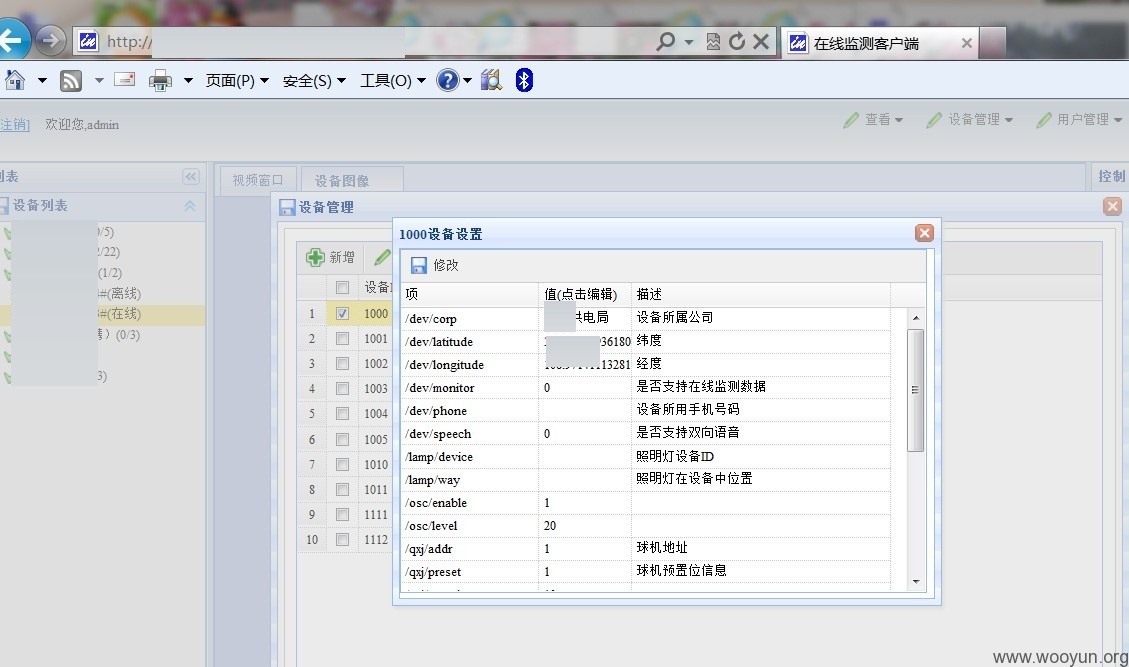 http://
在线监测客户端
页面(P) 安全(S) 工具(O)
注销] 欢迎您,admin
查看 设备管理 用户管理
列表
视频窗口 设备图像 控制
设备列表
设备管理
0/5)
2/22)
(1/2)
#(离线)
#(在线)
) (0/3)
3)
新增
设备
1 1000
2 1001
3 1002
4 1003
5 1004
6 1005
7 1010
8 1011
9 1111
10 1112
1000设备设置
修改
项 值(点击编辑) 描述
/dev/corp 供电局 设备所属公司
/dev/latitude 936180 纬度
/dev/longitude 113281 经度
/dev/monitor 0 是否支持在线监测数据
/dev/phone 设备所用手机号码
/dev/speech 0 是否支持双向语音
/lamp/device 照明灯设备ID
/lamp/way 照明灯在设备中位置
/osc/enable 1
/osc/level 20
/qxj/addr 1 球机地址
/qxj/preset 1 球机预置位信息
www.wooyun.org